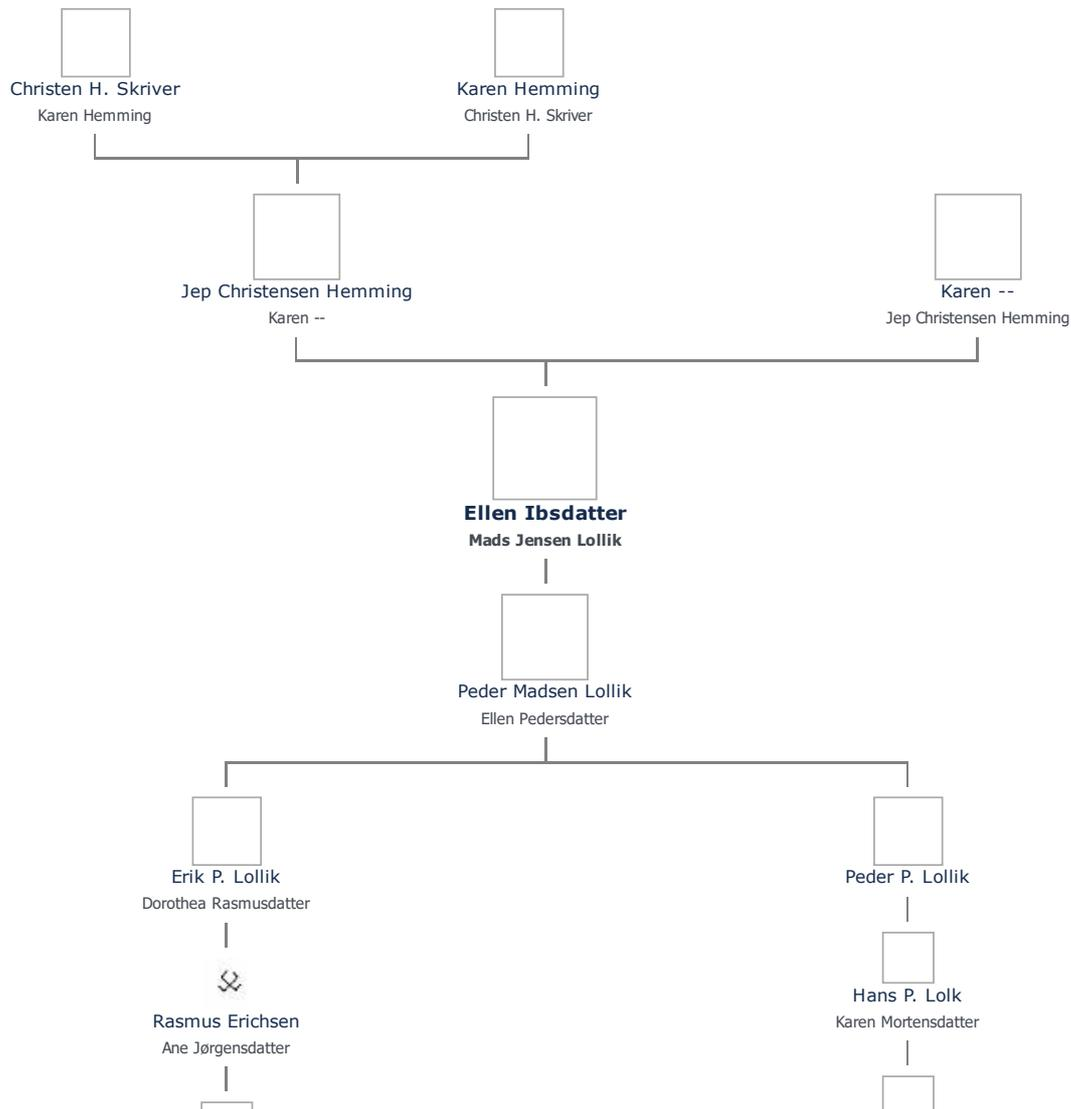 Christen H. Skriver
Karen Hemming
Karen Hemming
Christen H. Skriver
Jep Christensen Hemming
Karen --
Karen --
Jep Christensen Hemming
Ellen Ibsdatter
Mads Jensen Lollik
Peder Madsen Lollik
Ellen Pedersdatter
Erik P. Lollik
Dorothea Rasmusdatter
Peder P. Lollik
Hans P. Lolk
Karen Mortensdatter
Rasmus Erichsen
Ane Jørgensdatter